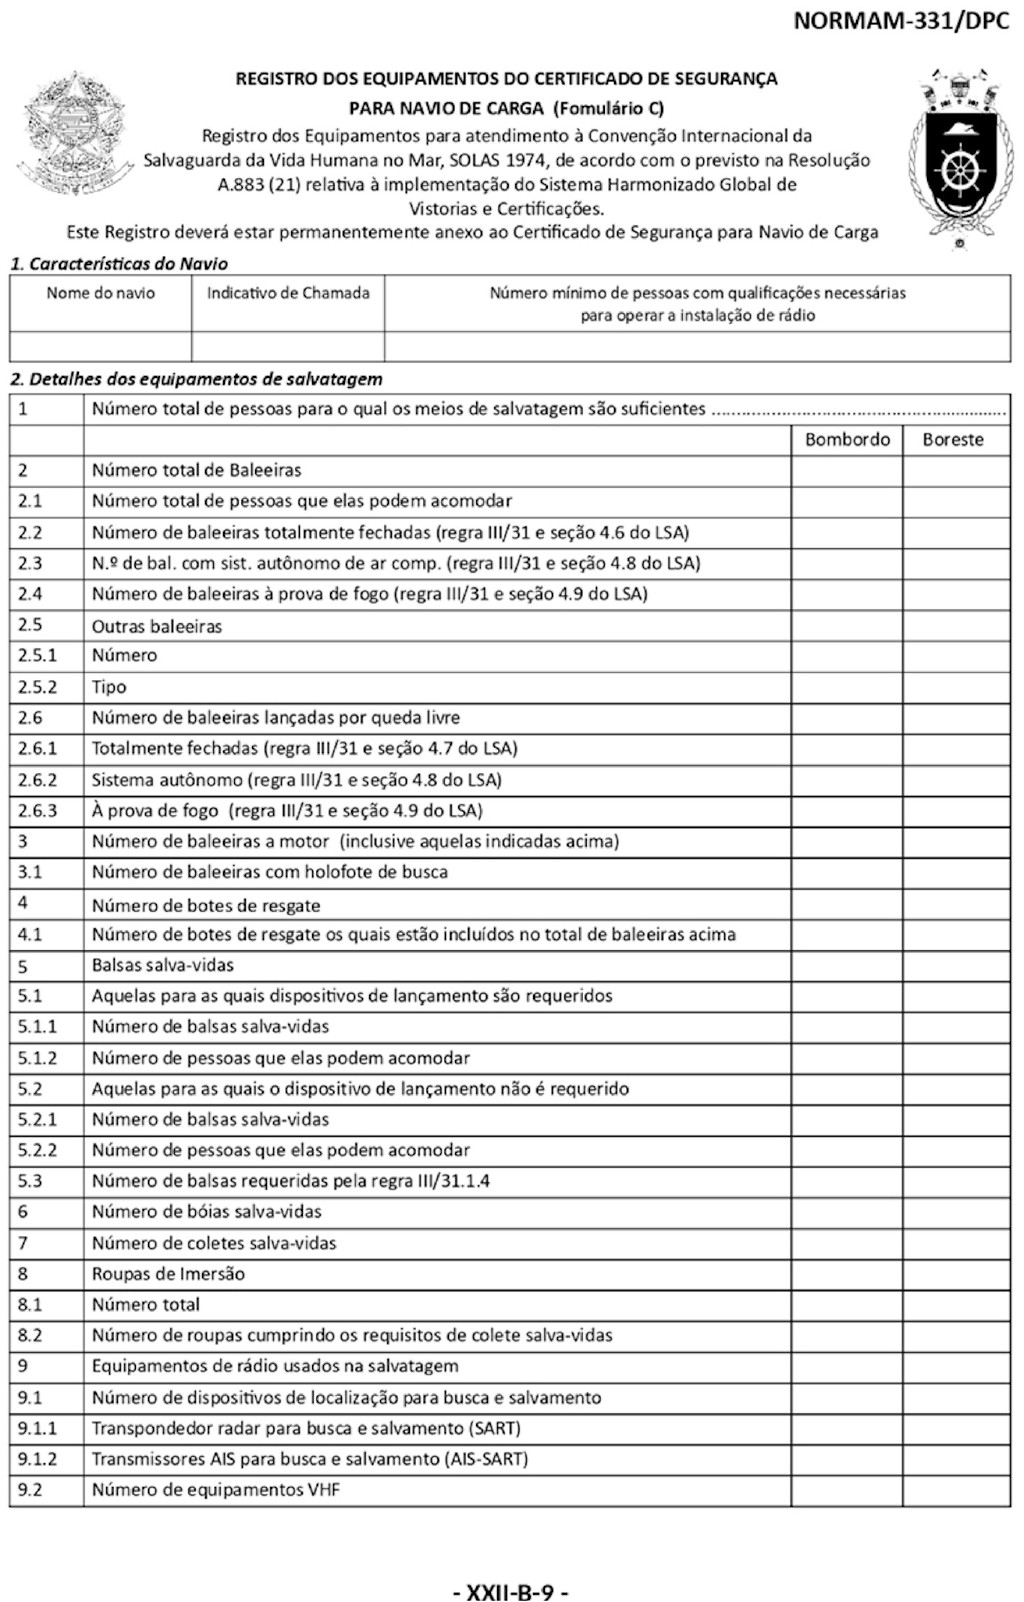 NORMAM-331/DPC
REGISTRO DOS EQUIPAMENTOS DO CERTIFICADO DE SEGURANÇA
PARA NAVIO DE CARGA (Fomulário C)
Registro dos Equipamentos para atendimento à Convenção Internacional da
Salvaguarda da Vida Humana no Mar, SOLAS 1974, de acordo com o previsto na Resolução
A.883 (21) relativa à implementação do Sistema Harmonizado Global de
Vistorias e Certificações.
Este Registro deverá estar permanentemente anexo ao Certificado de Segurança para Navio de Carga
1. Características do Navio
Nome do navio Indicativo de Chamada Número mínimo de pessoas com qualificações necessárias
para operar a instalação de rádio
2. Detalhes dos equipamentos de salvatagem
1 Número total de pessoas para o qual os meios de salvatagem são suficientes ............................................................
Bombordo Boreste
2 Número total de Baleeiras
2.1 Número total de pessoas que elas podem acomodar
2.2 Número de baleeiras totalmente fechadas (regra III/31 e seção 4.6 do LSA)
2.3 N.º de bal. com sist. autônomo de ar comp. (regra III/31 e seção 4.8 do LSA)
2.4 Número de baleeiras à prova de fogo (regra III/31 e seção 4.9 do LSA)
2.5 Outras baleeiras
2.5.1 Número
2.5.2 Tipo
2.6 Número de baleeiras lançadas por queda livre
2.6.1 Totalmente fechadas (regra III/31 e seção 4.7 do LSA)
2.6.2 Sistema autônomo (regra III/31 e seção 4.8 do LSA)
2.6.3 À prova de fogo (regra III/31 e seção 4.9 do LSA)
3 Número de baleeiras a motor (inclusive aquelas indicadas acima)
3.1 Número de baleeiras com holofote de busca
4 Número de botes de resgate
4.1 Número de botes de resgate os quais estão incluídos no total de baleeiras acima
5 Balsas salva-vidas
5.1 Aquelas para as quais dispositivos de lançamento são requeridos
5.1.1 Número de balsas salva-vidas
5.1.2 Número de pessoas que elas podem acomodar
5.2 Aquelas para as quais o dispositivo de lançamento não é requerido
5.2.1 Número de balsas salva-vidas
5.2.2 Número de pessoas que elas podem acomodar
5.3 Número de balsas requeridas pela regra III/31.1.4
6 Número de bóias salva-vidas
7 Número de coletes salva-vidas
8 Roupas de Imersão
8.1 Número total
8.2 Número de roupas cumprindo os requisitos de colete salva-vidas
9 Equipamentos de rádio usados na salvatagem
9.1 Número de dispositivos de localização para busca e salvamento
9.1.1 Transpondedor radar para busca e salvamento (SART)
9.1.2 Transmissores AIS para busca e salvamento (AIS-SART)
9.2 Número de equipamentos VHF
- XXII-B-9 -